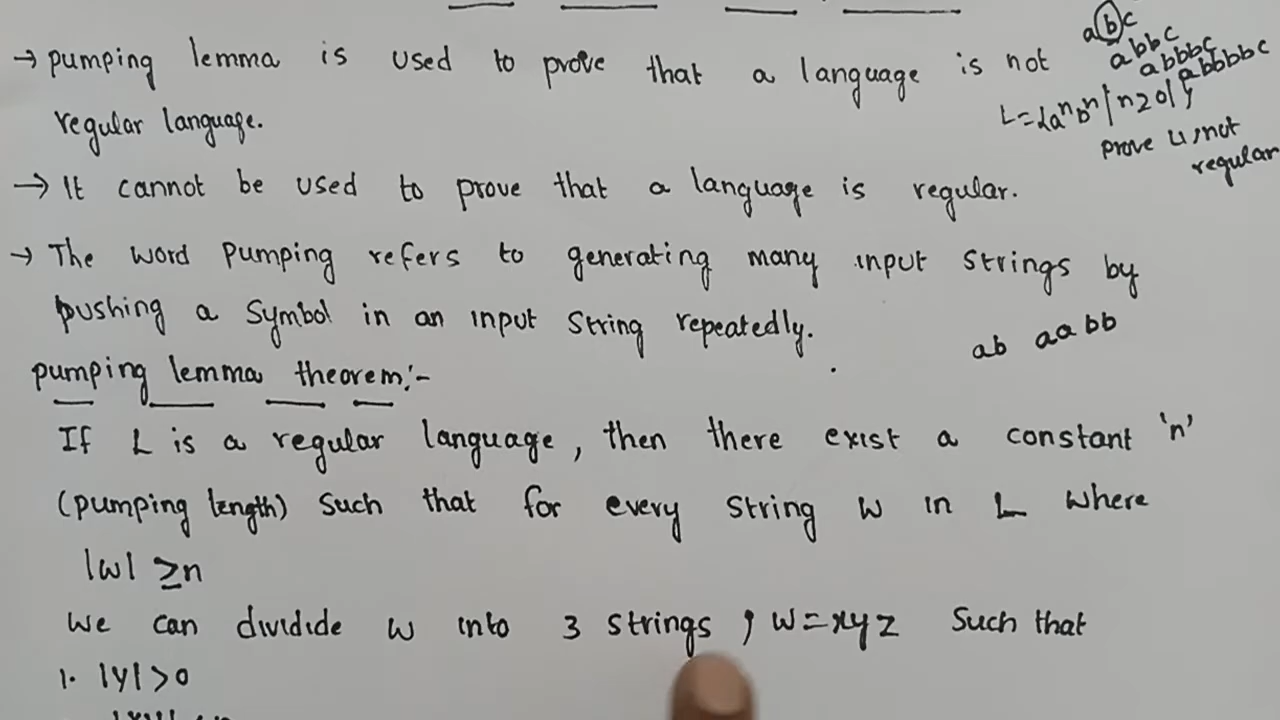 → pumping lemma is used to prove that a language is not
regular language.
→ It cannot be used to prove that a language is regular.
→ The word pumping refers to generating many input strings by
pushing a symbol in an input string repeatedly.
pumping lemma theorem:-
If L is a regular language, then there exist a constant 'n'
(pumping length) such that for every string w in L where
|w| ≥n
we can dividide w into 3 strings, w=xyz such that
1. |y|>0
abc
abbc
abbbc
abbbbc
L={aⁿbⁿ|n≥0}
prove
not
regular
ab aabb